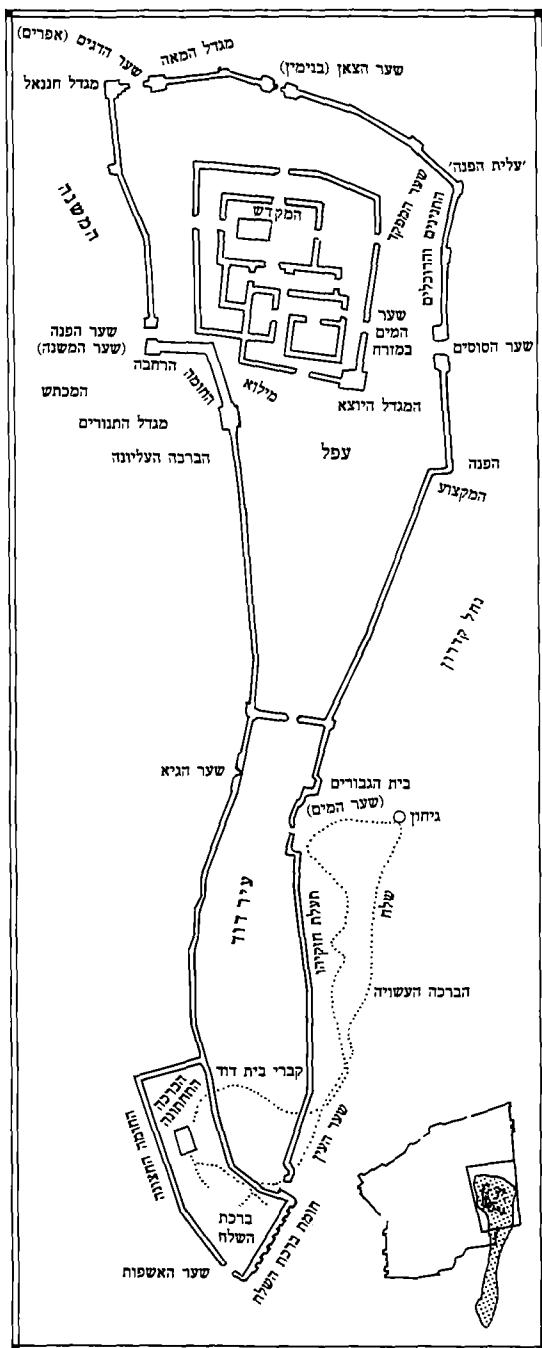 שער הדגים (אפרים)
מגדל המאה
שער הצאן (בנימין)
מגדל חננאל
'עלית הפנה'
שער המפקד
החנויים והרוכלים
המשנה
המקדש
שער
המים
במזרח
שער הסוסים
שער הפנה
(שער המשנה)
הרחבה
החומה
מילוא
המגדל היוצא
המכתש
מגדל התנורים
הברכה העליונה
עפל
הפנה
המקצוע
נחל קדרון
שער הגיא
בית הגבורים
(שער המים)
גיחון
עיר דוד
תעלת חזקיהו
שלח
הברכה העשויה
קברי בית דוד
הברכה
התחתונה
החומה החצונה
שער העין
ברכת
השלח
חומת ברכת השלח
שער האשפות